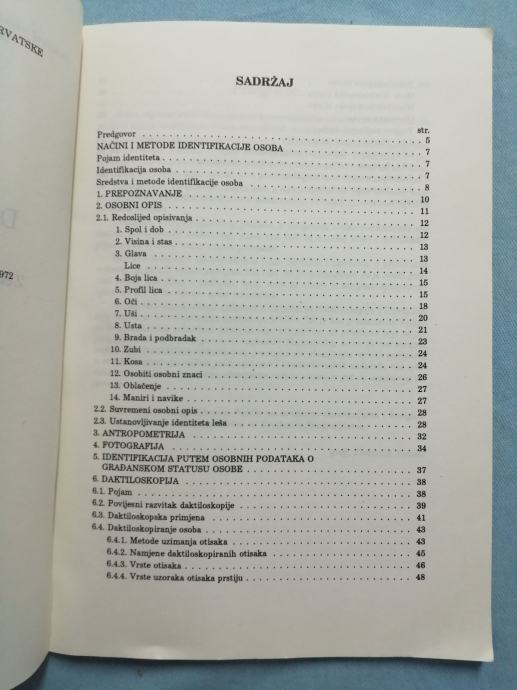 RVATSKE
1972
SADRŽAJ
str.
Predgovor . . . 5
NAČINI I METODE IDENTIFIKACIJE OSOBA . . . 7
Pojam identiteta . . . 7
Identifikacija osoba . . . 7
Sredstva i metode identifikacije osoba . . . 8
1. PREPOZNAVANJE . . . 10
2. OSOBNI OPIS . . . 11
2.1. Redoslijed opisivanja . . . 12
1. Spol i dob . . . 12
2. Visina i stas . . . 13
3. Glava . . . 13
Lice . . . 14
4. Boja lica . . . 15
5. Profil lica . . . 15
6. Oči . . . 18
7. Uši . . . 20
8. Usta . . . 21
9. Brada i podbradak . . . 23
10. Zubi . . . 24
11. Kosa . . . 24
12. Osobiti osobni znaci . . . 26
13. Oblačenje . . . 27
14. Maniri i navike . . . 27
2.2. Suvremeni osobni opis . . . 28
2.3. Ustanovljivanje identiteta leša . . . 28
3. ANTROPOMETRIJA . . . 32
4. FOTOGRAFIJA . . . 34
5. IDENTIFIKACIJA PUTEM OSOBNIH PODATAKA O
GRAĐANSKOM STATUSU OSOBE . . . 37
6. DAKTILOSKOPIJA . . . 38
6.1. Pojam . . . 38
6.2. Povijesni razvitak daktiloskopije . . . 39
6.3. Daktiloskopska primjena . . . 41
6.4. Daktiloskopiranje osoba . . . 43
6.4.1. Metode uzimanja otisaka . . . 43
6.4.2. Namjene daktiloskopiranih otisaka . . . 45
6.4.3. Vrste otisaka . . . 46
6.4.4. Vrste uzoraka otisaka prstiju . . . 48